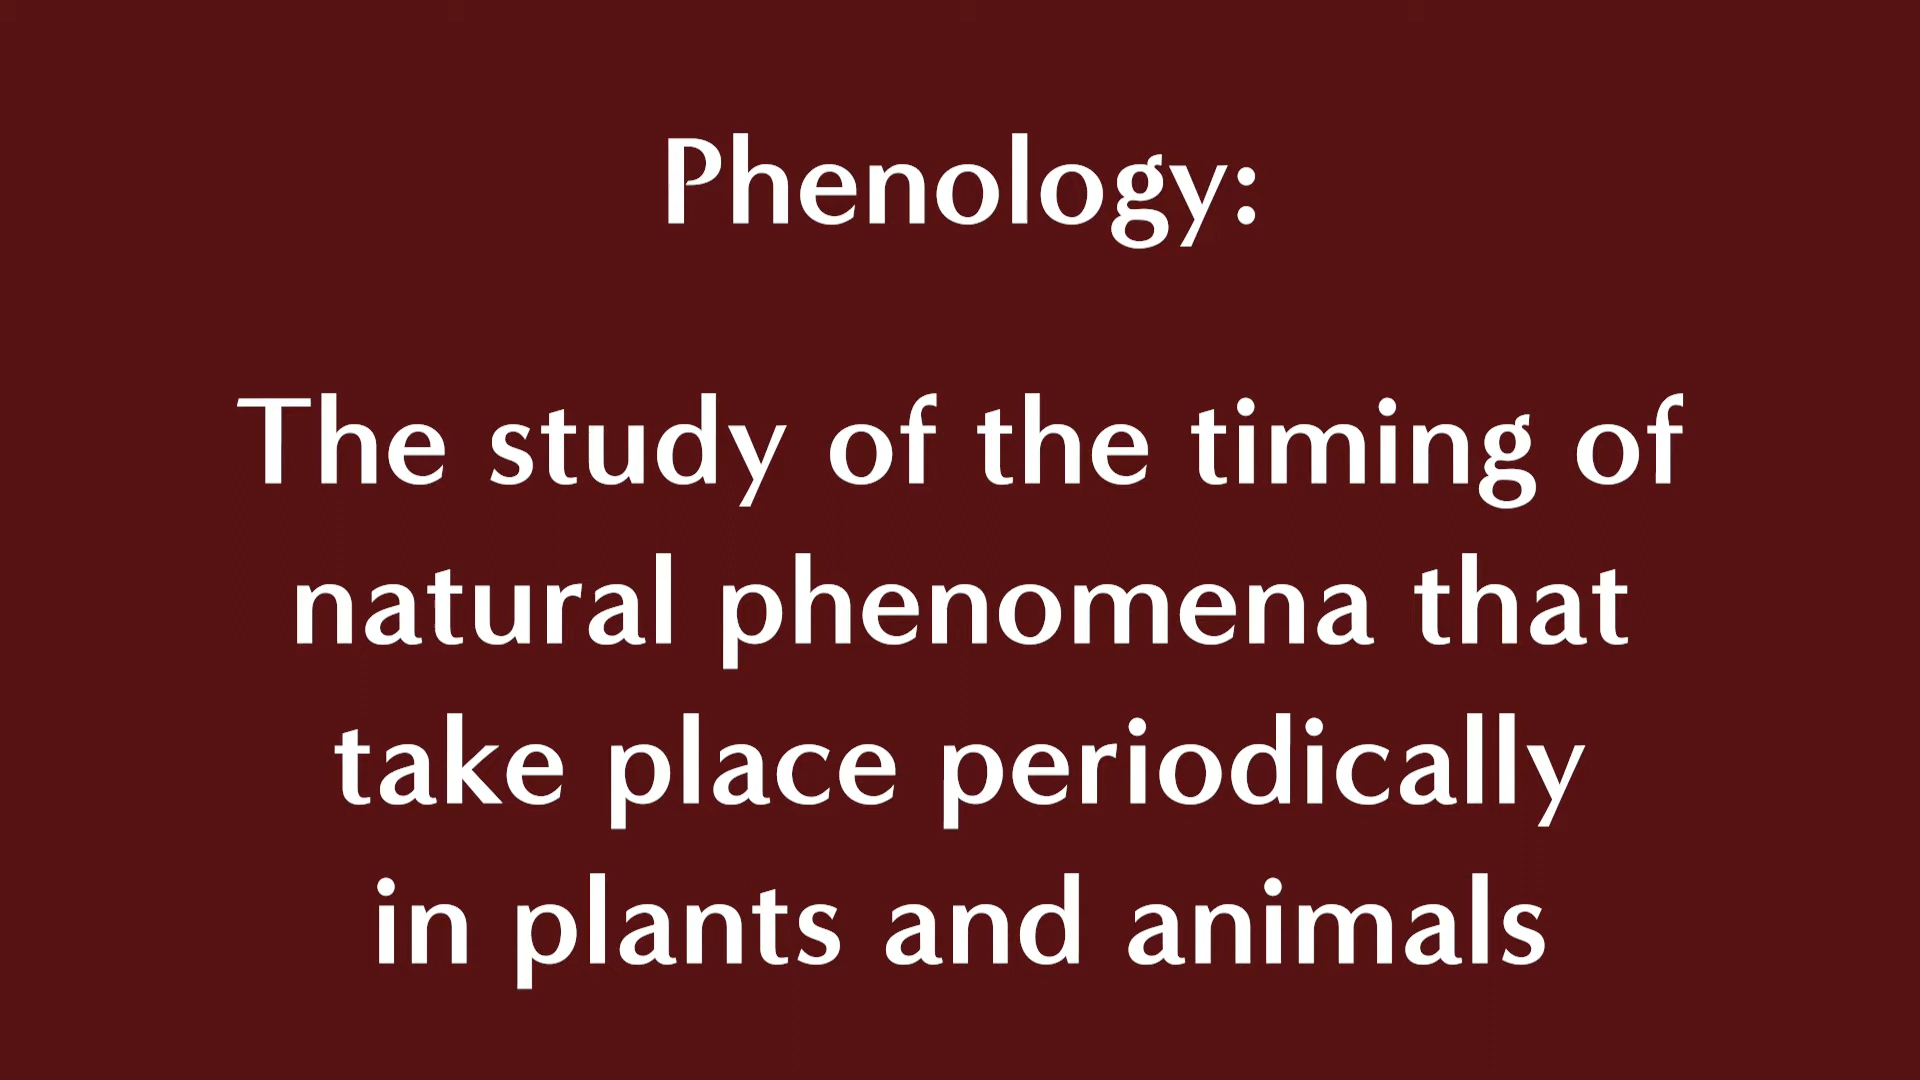 Phenology:
The study of the timing of
natural phenomena that
take place periodically
in plants and animals